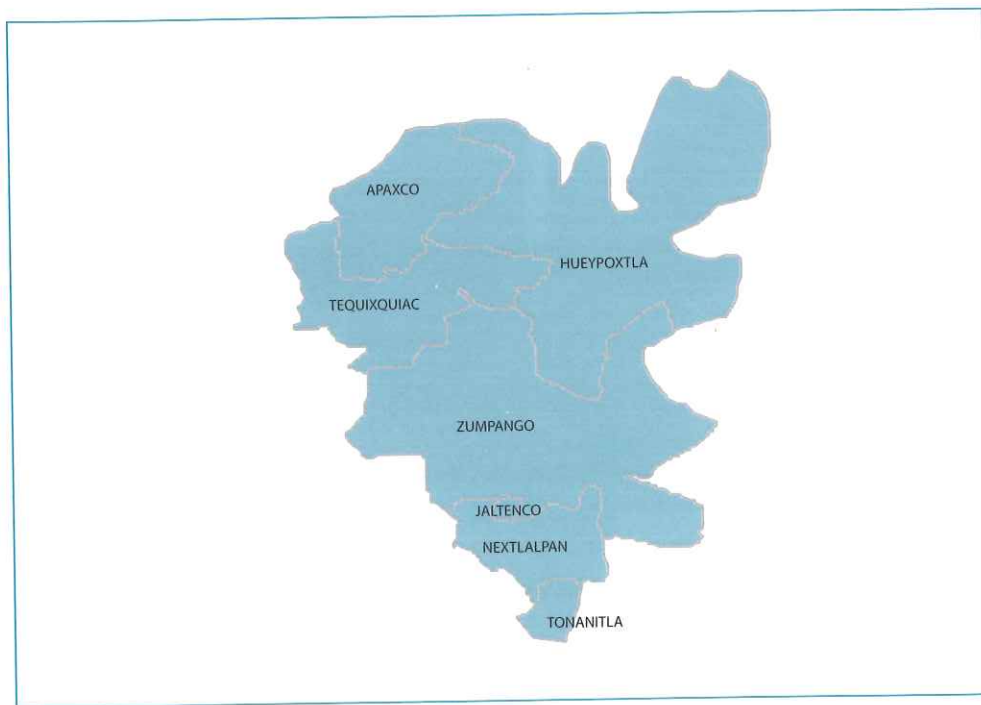 APAXCO
HUEYPOXTLA
TEQUIXQUIAC
ZUMPANGO
JALTENCO
NEXTLALPAN
TONANITLA